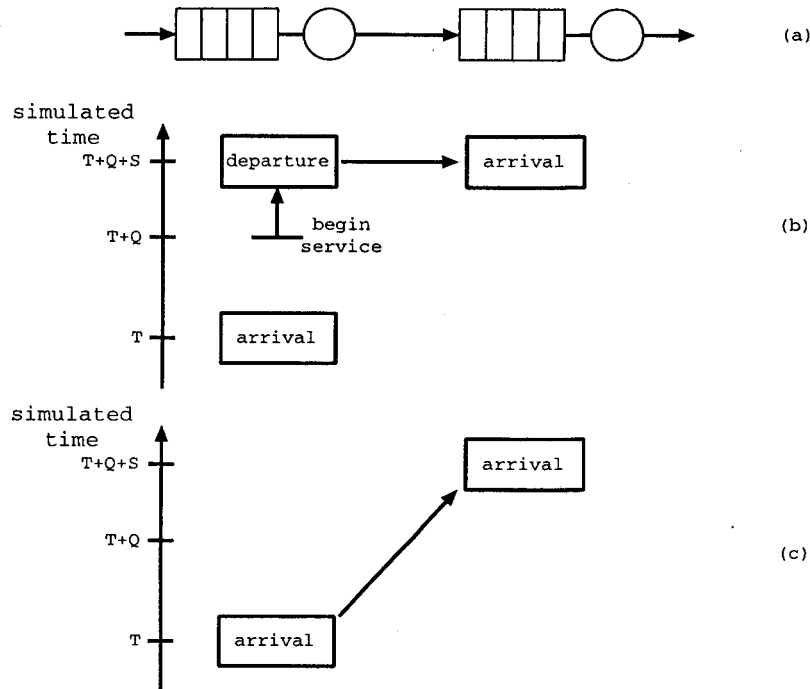 (a)
simulated
time
T+Q+S
departure
arrival
begin
service
T+Q
(b)
T
arrival
simulated
time
T+Q+S
arrival
T+Q
(c)
T
arrival